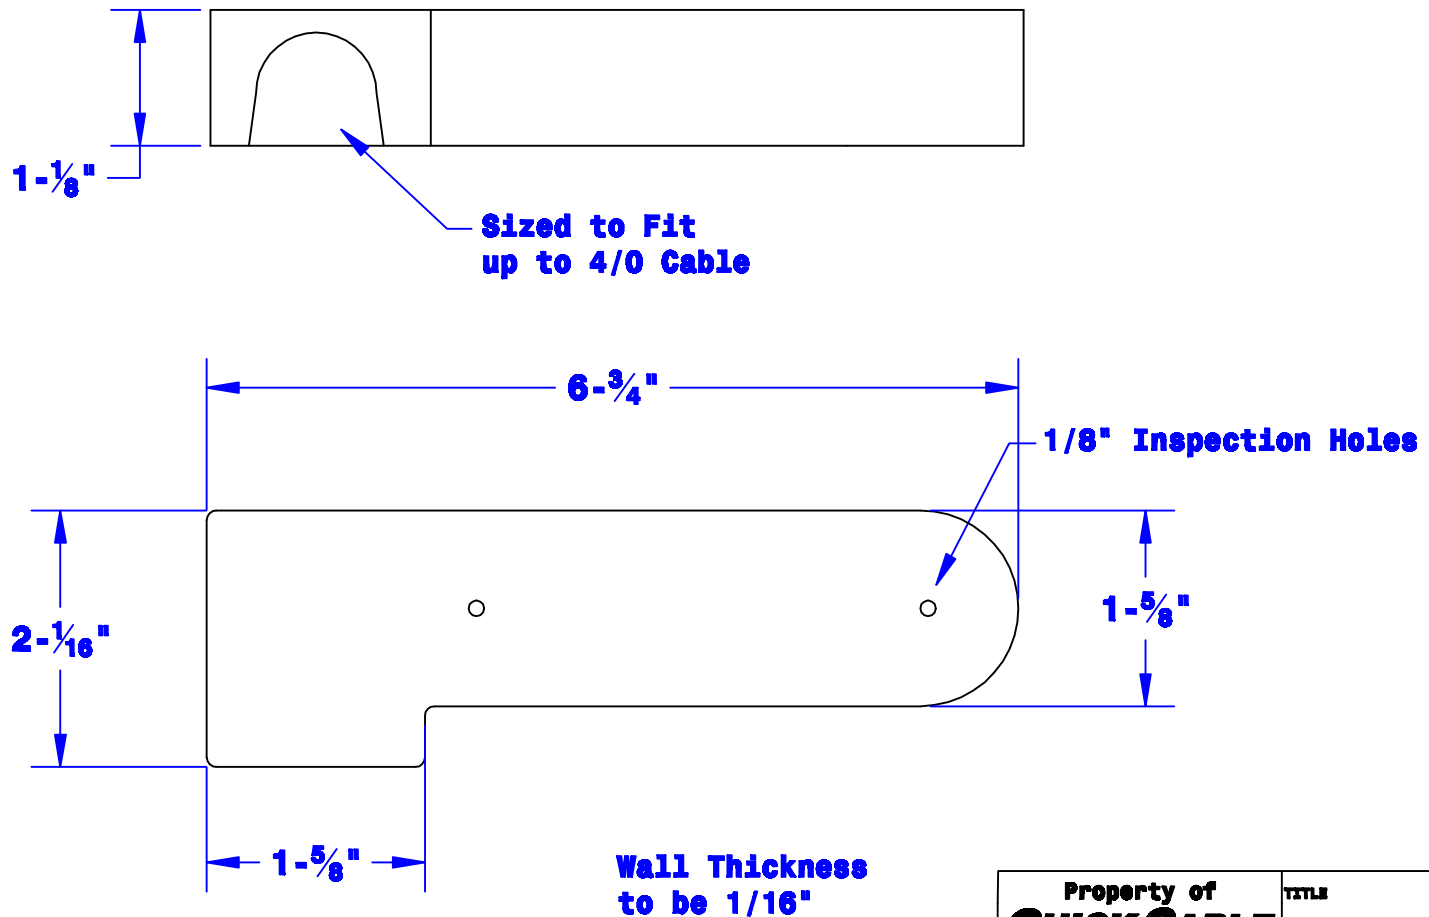 1-1/8"
Sized to Fit
up to 4/0 Cable
6-3/4"
1/8" Inspection Holes
2-1/16"
1-5/8"
1-5/8"
Wall Thickness
to be 1/16"
Property of
TITLE